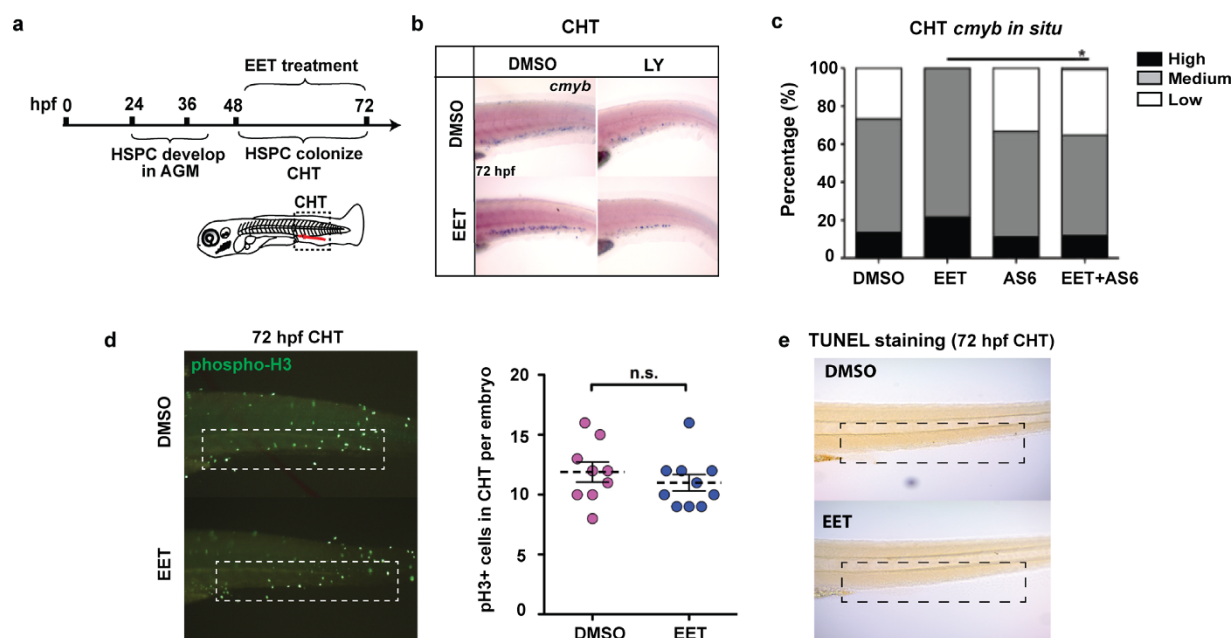 a
EET treatment
hpf 0 24 36 48 72
HSPC develop
in AGM
HSPC colonize
CHT
CHT
b
CHT
DMSO LY
cmyb
DMSO
72 hpf
EET
c
CHT cmyb in situ
*
High
Medium
Low
Percentage (%)
100
80
60
40
20
0
DMSO EET AS6 EET+AS6
d
72 hpf CHT
phospho-H3
DMSO
EET
pH3+ cells in CHT per embryo
20
15
10
5
0
n.s.
DMSO EET
e TUNEL staining (72 hpf CHT)
DMSO
EET